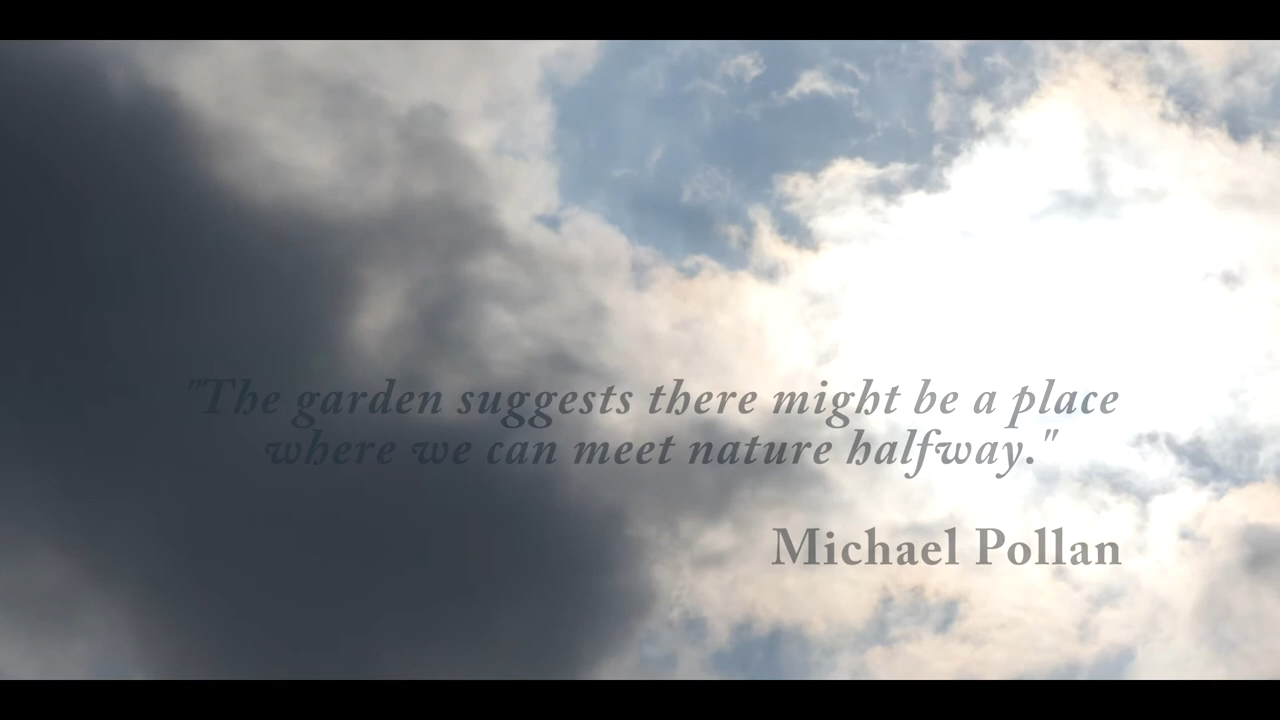 "The garden suggests there might be a place
where we can meet nature halfway."
Michael Pollan